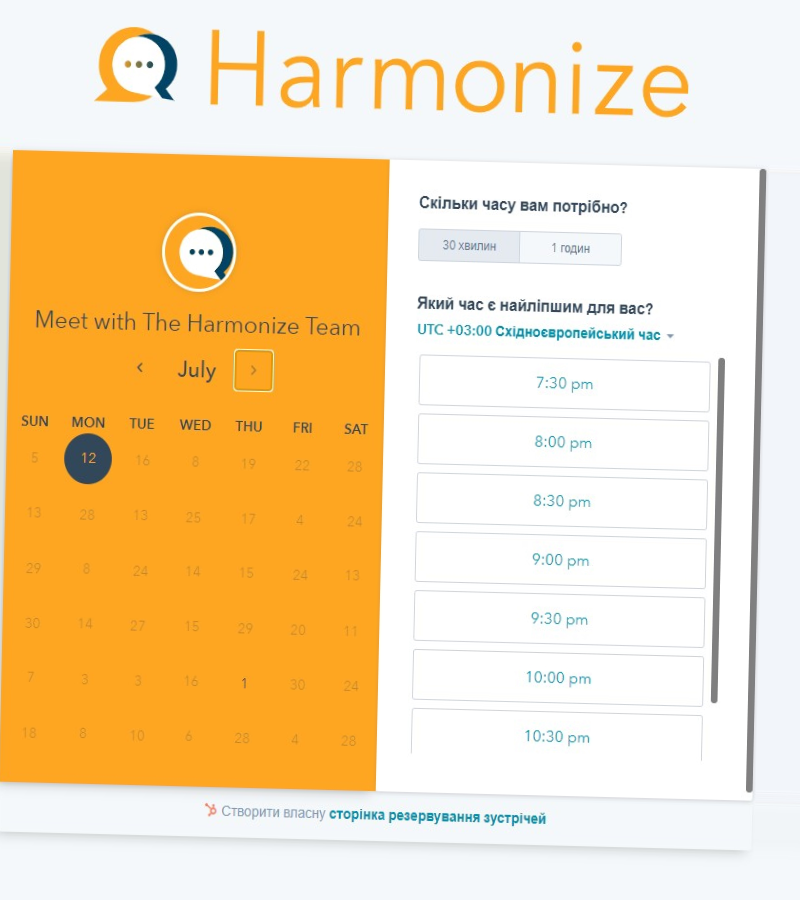 Harmonize
Meet with The Harmonize Team
July
SUN MON TUE WED THU FRI SAT
5 12 16 8 19 22 28
13 28 13 25 17 4 24
29 8 24 14 15 24 13
30 14 27 15 29 20 11
7 3 3 16 1 30 24
18 8 10 6 28 4 28
Скільки часу вам потрібно?
30 хвилин 1 годин
Який час є найліпшим для вас?
UTC +03:00 Східноєвропейський час
7:30 pm
8:00 pm
8:30 pm
9:00 pm
9:30 pm
10:00 pm
10:30 pm
Створити власну сторінка резервування зустрічей